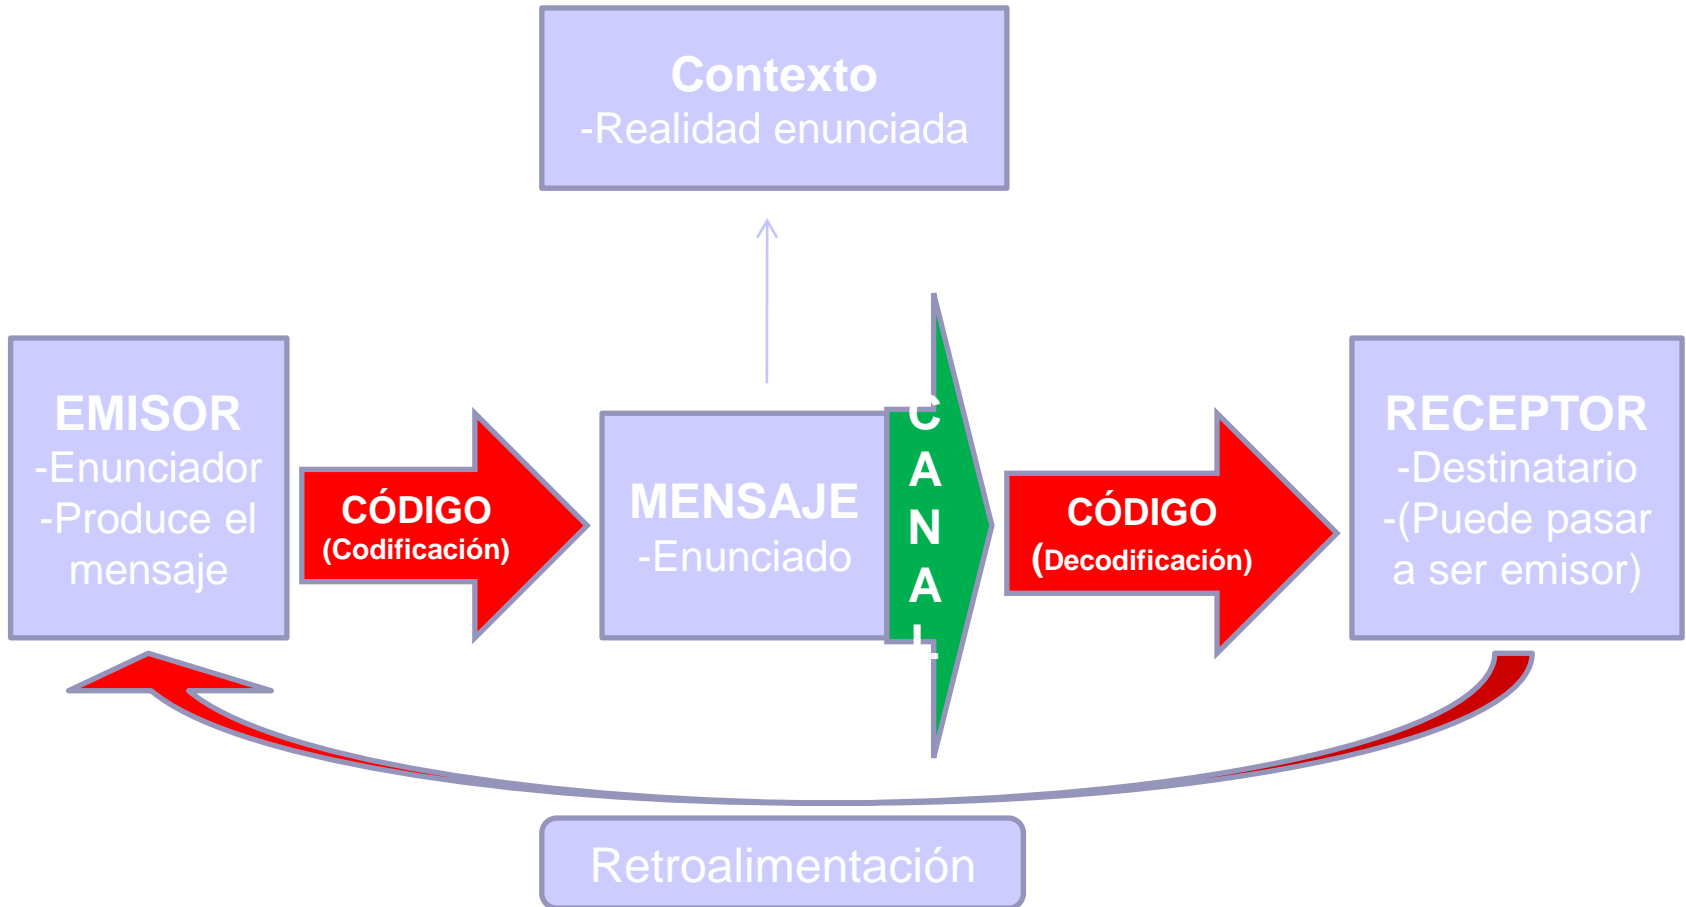 Contexto
-Realidad enunciada
EMISOR
-Enunciador
-Produce el
mensaje
CÓDIGO
(Codificación)
MENSAJE
-Enunciado
C
A
N
A
L
CÓDIGO
(Decodificación)
RECEPTOR
-Destinatario
-(Puede pasar
a ser emisor)
Retroalimentación